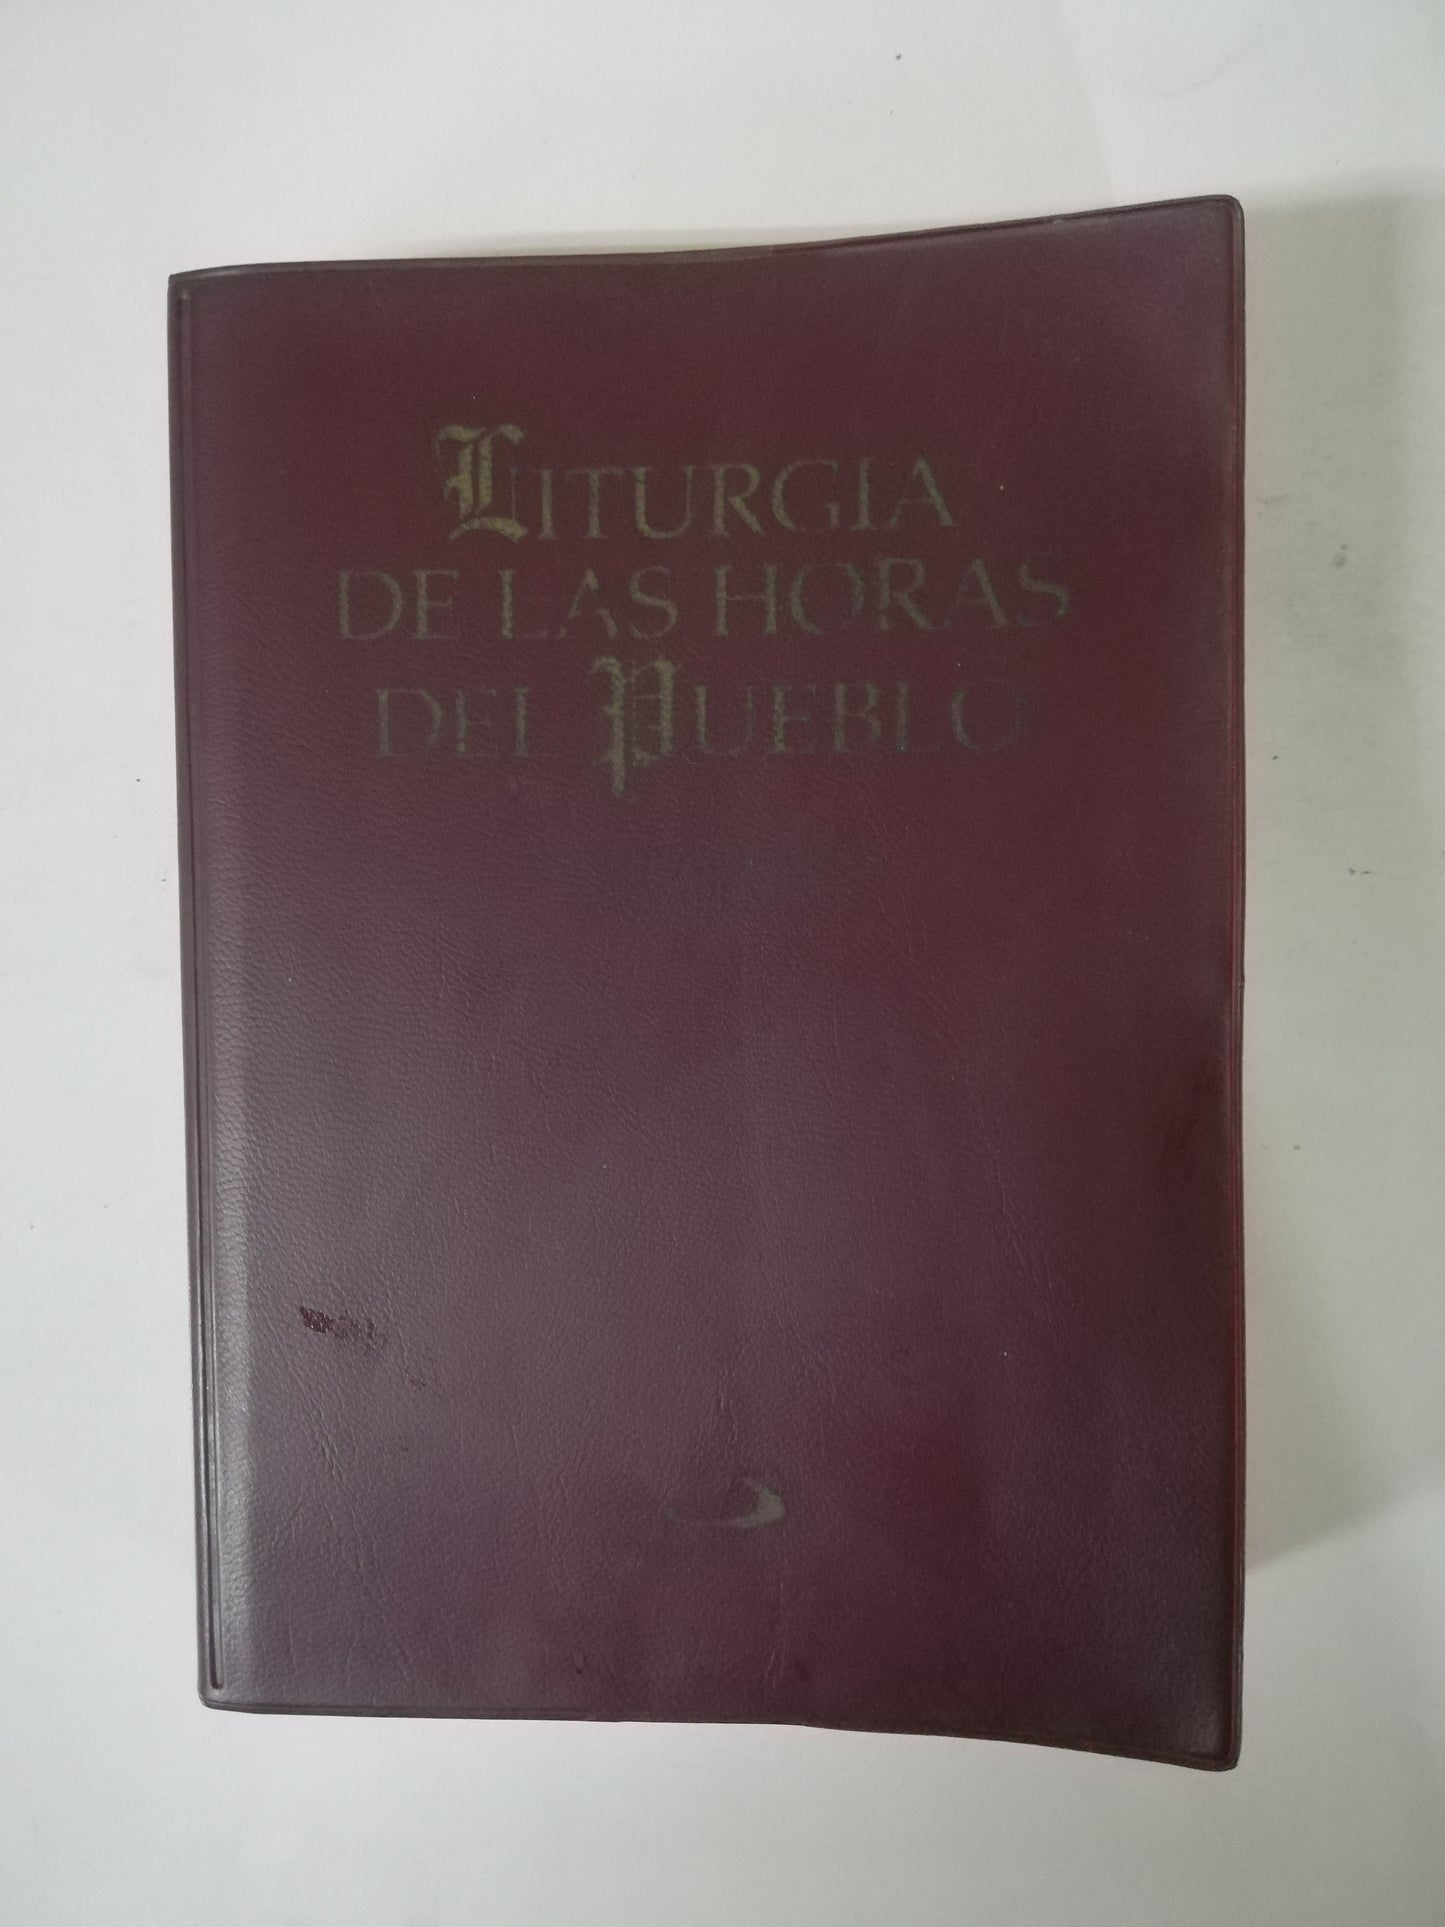 LITURGIA
DE LAS HORAS
DEL PUEBLO